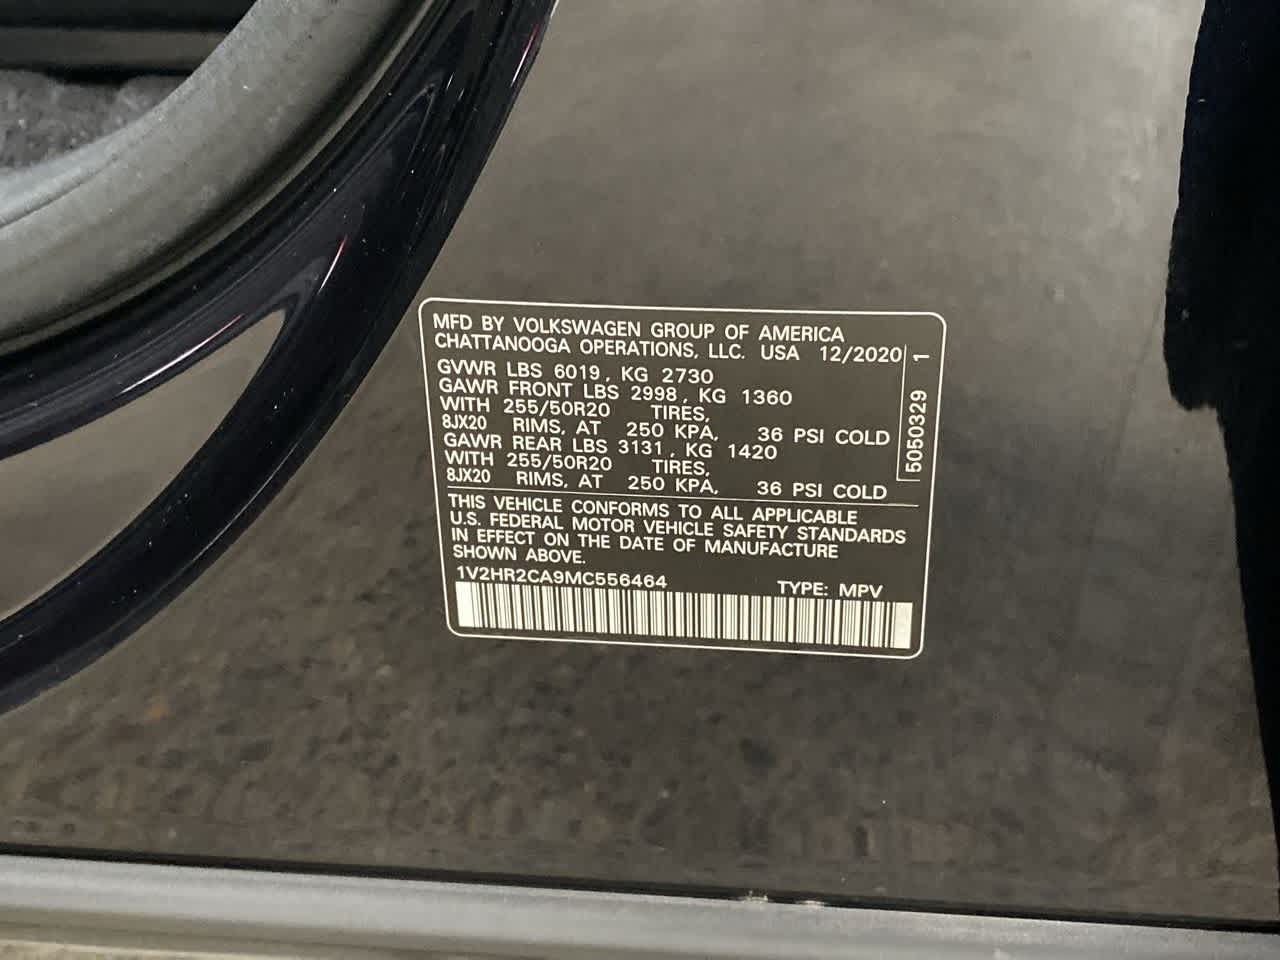 MFD BY VOLKSWAGEN GROUP OF AMERICA
CHATTANOOGA OPERATIONS, LLC. USA 12/2020
GVWR LBS 6019, KG 2730
GAWR FRONT LBS 2998, KG 1360
WITH 255/50R20 TIRES,
8JX20 RIMS, AT 250 KPA, 36 PSI COLD
GAWR REAR LBS 3131, KG 1420
WITH 255/50R20 TIRES,
8JX20 RIMS, AT 250 KPA, 36 PSI COLD
5050329 1
THIS VEHICLE CONFORMS TO ALL APPLICABLE
U.S. FEDERAL MOTOR VEHICLE SAFETY STANDARDS
IN EFFECT ON THE DATE OF MANUFACTURE
SHOWN ABOVE.
1V2HR2CA9MC556464 TYPE: MPV